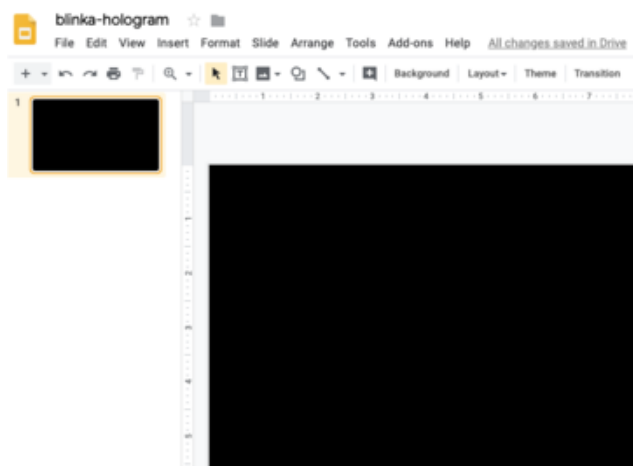 blinka-hologram
File Edit View Insert Format Slide Arrange Tools Add-ons Help All changes saved in Drive
Background Layout Theme Transition
1
1 2 3 4 5 6 7
1
2
3
4
5